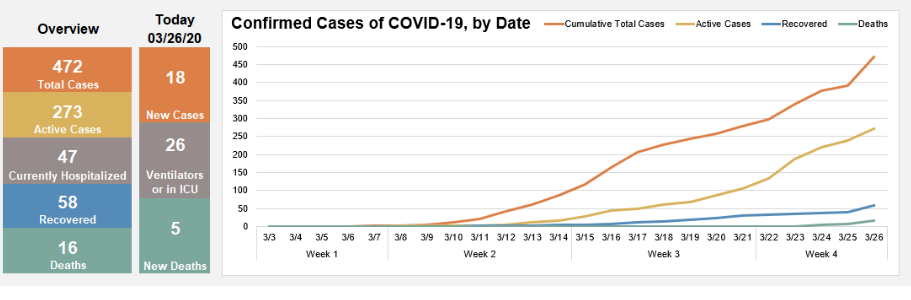 Overview
472
Total Cases
273
Active Cases
47
Currently Hospitalized
58
Recovered
16
Deaths
Today
03/26/20
18
New Cases
26
Ventilators
or in ICU
5
New Deaths
Confirmed Cases of COVID-19, by Date
Cumulative Total Cases Active Cases Recovered Deaths
500
450
400
350
300
250
200
150
100
50
0
3/3 3/4 3/5 3/6 3/7 3/8 3/9 3/10 3/11 3/12 3/13 3/14 3/15 3/16 3/17 3/18 3/19 3/20 3/21 3/22 3/23 3/24 3/25 3/26
Week 1 Week 2 Week 3 Week 4